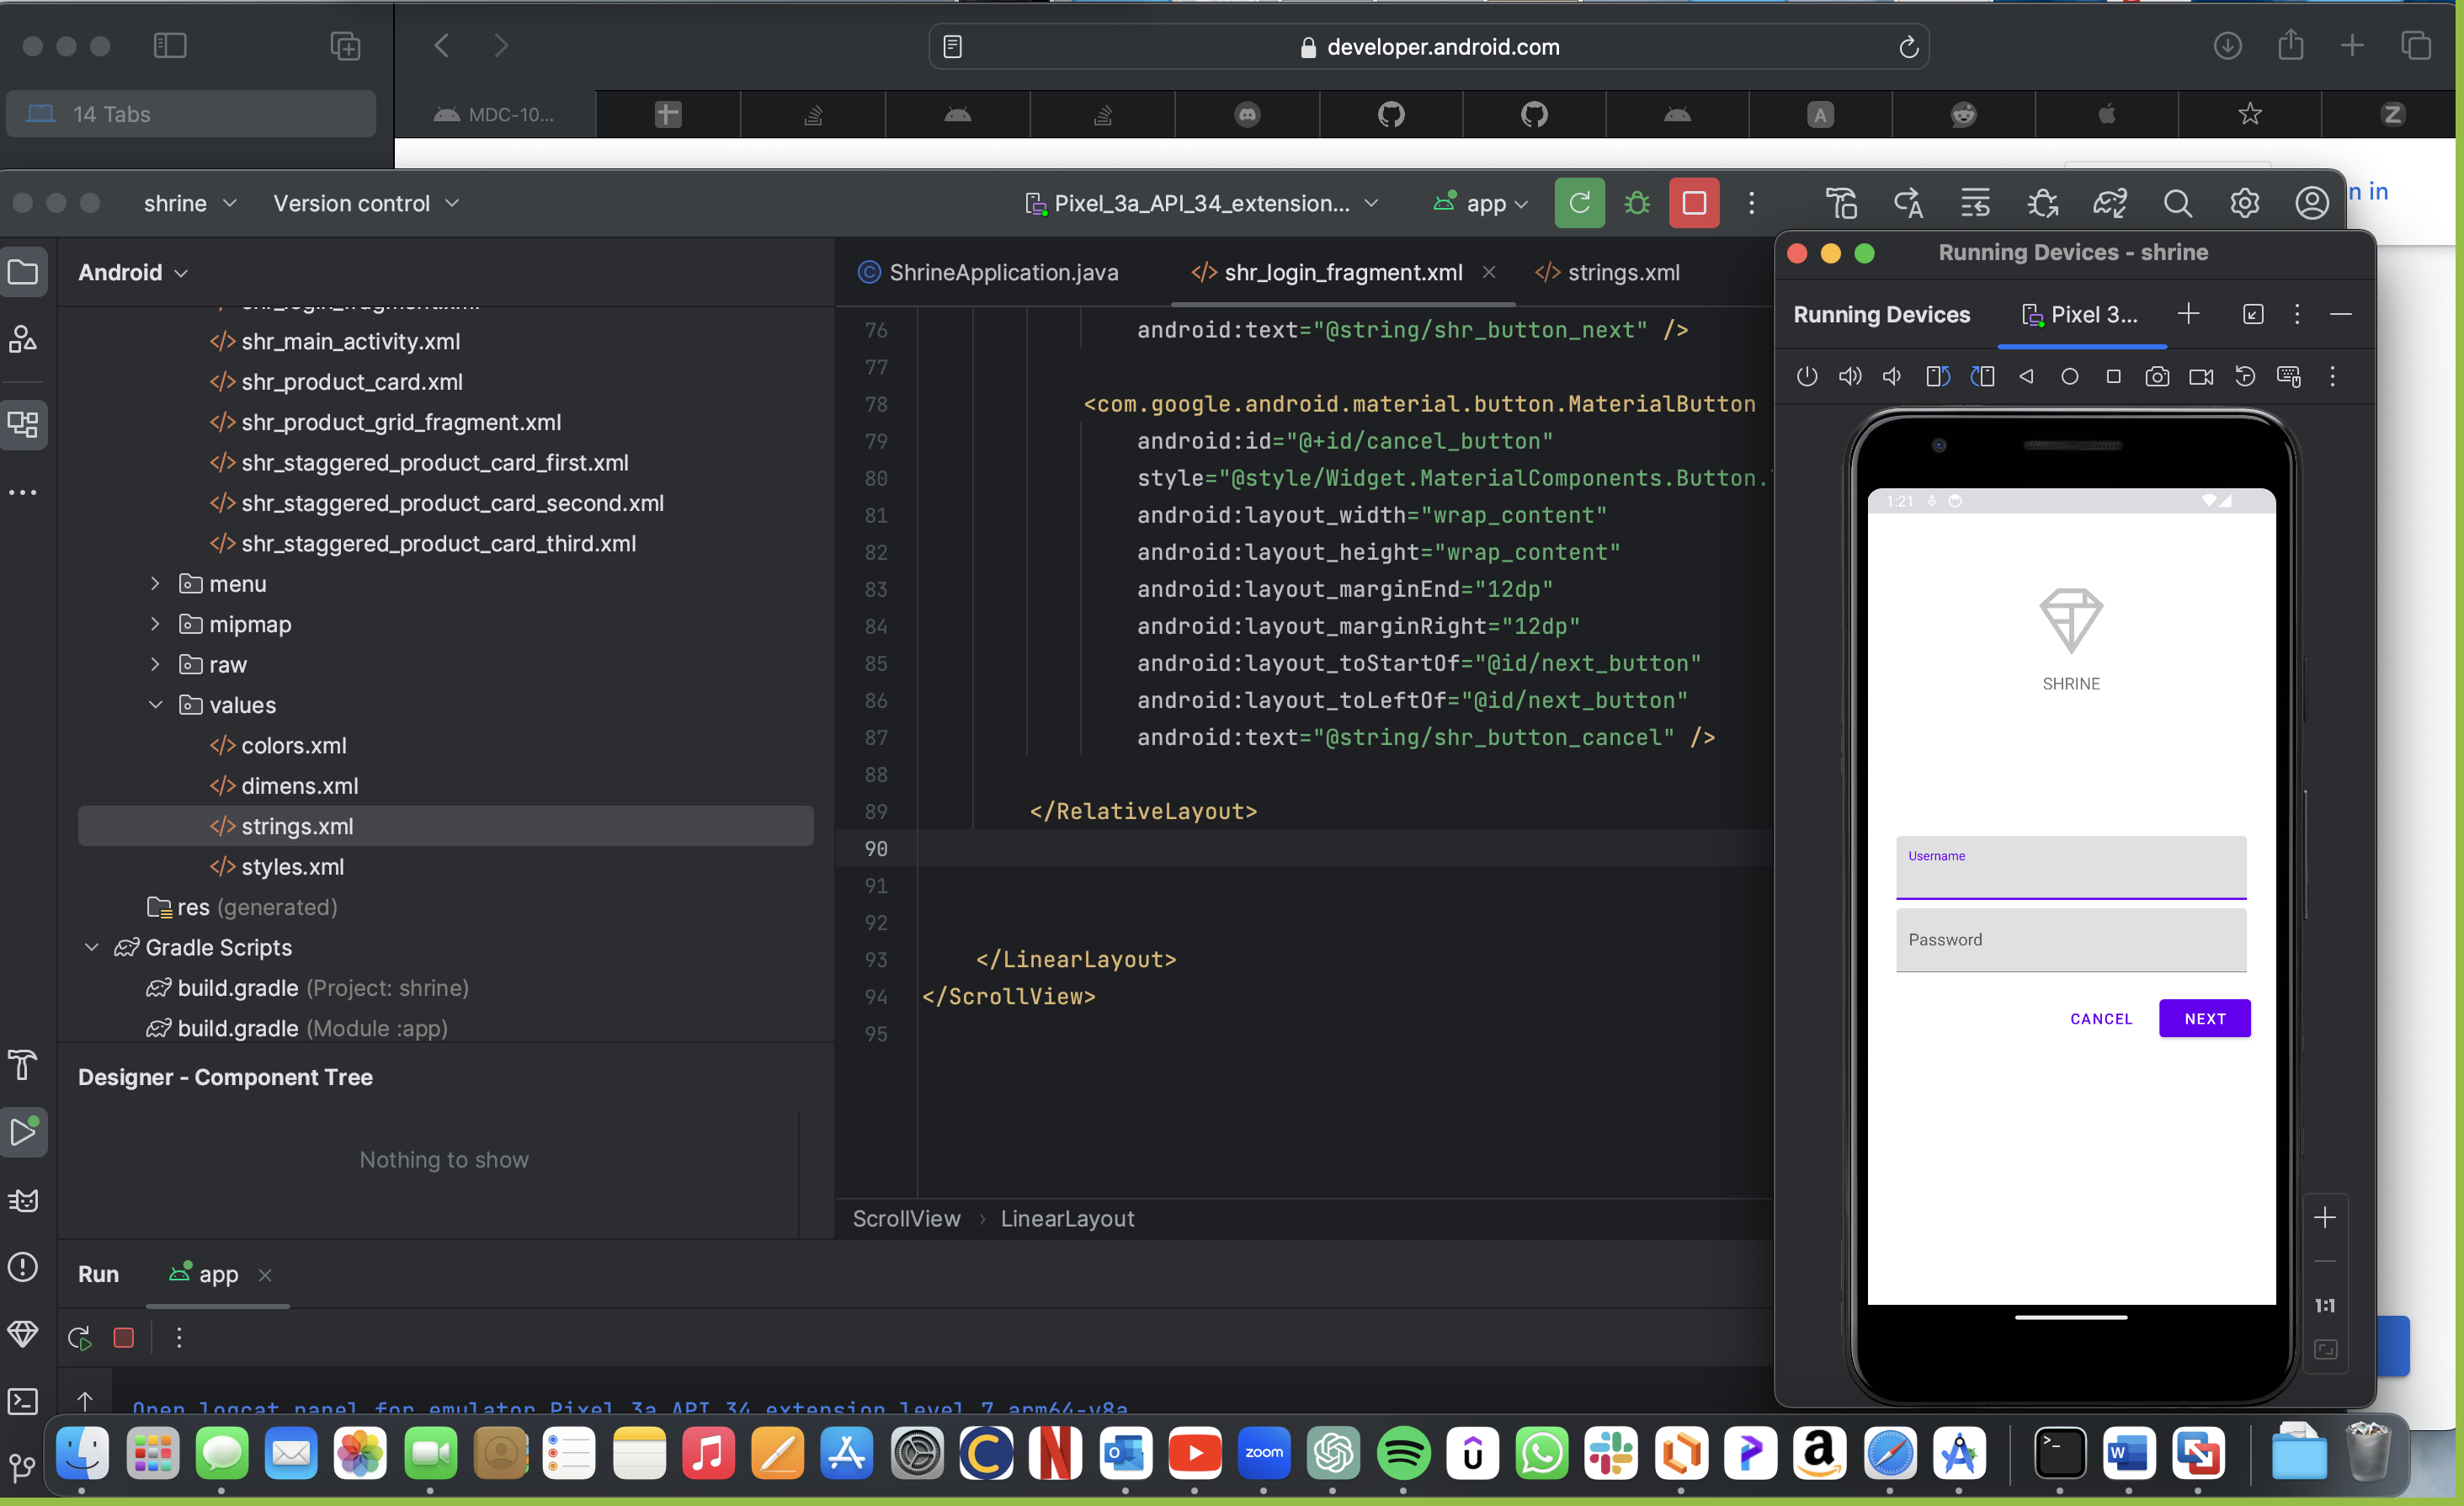 developer.android.com
14 Tabs
MDC-10...
n in
shrine
Version control
Pixel_3a_API_34_extension...
app
Android
shr_main_activity.xml
shr_product_card.xml
shr_product_grid_fragment.xml
shr_staggered_product_card_first.xml
shr_staggered_product_card_second.xml
shr_staggered_product_card_third.xml
menu
mipmap
raw
values
colors.xml
dimens.xml
strings.xml
styles.xml
res (generated)
Gradle Scripts
build.gradle (Project: shrine)
build.gradle (Module :app)
Designer - Component Tree
Nothing to show
ShrineApplication.java
shr_login_fragment.xml
strings.xml
76 android:text="@string/shr_button_next" />
77
78 <com.google.android.material.button.MaterialButton
79 android:id="@+id/cancel_button"
80 style="@style/Widget.MaterialComponents.Button.
81 android:layout_width="wrap_content"
82 android:layout_height="wrap_content"
83 android:layout_marginEnd="12dp"
84 android:layout_marginRight="12dp"
85 android:layout_toStartOf="@id/next_button"
86 android:layout_toLeftOf="@id/next_button"
87 android:text="@string/shr_button_cancel" />
88
89 </RelativeLayout>
90
91
92
93 </LinearLayout>
94 </ScrollView>
95
ScrollView › LinearLayout
Run
app
Open logcat panel for emulator Pixel 3a API 34 extension level 7 arm64-v8a
Running Devices - shrine
Running Devices
Pixel 3...
1:21
SHRINE
Username
Password
CANCEL
NEXT
1:1
zoom